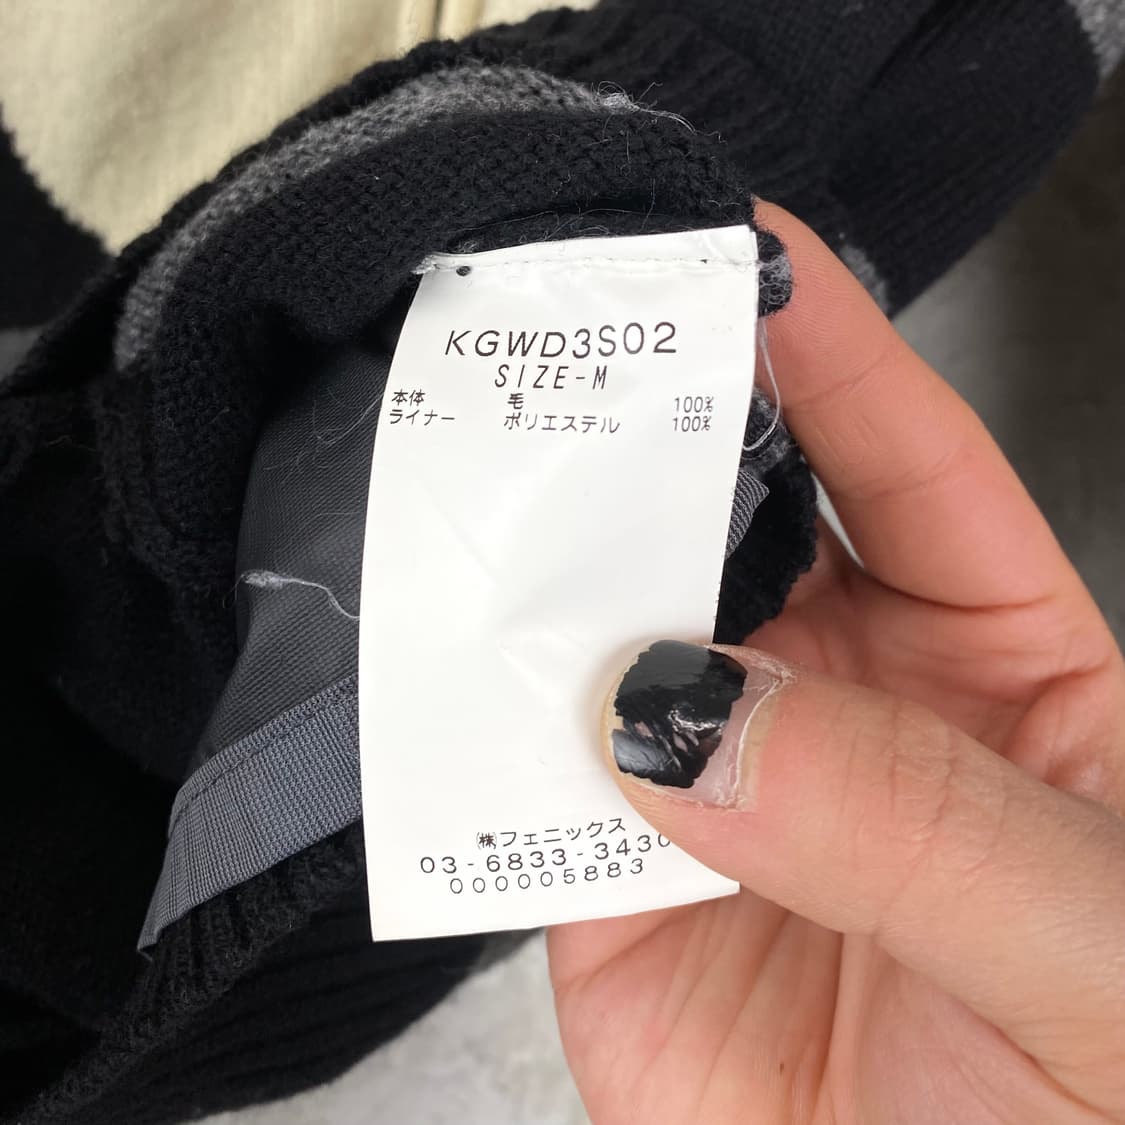 KGWD3S02
SIZE-M
本体 毛 100%
ライナー ポリエステル 100%
㈱フェニックス
03-6833-3430
000005883